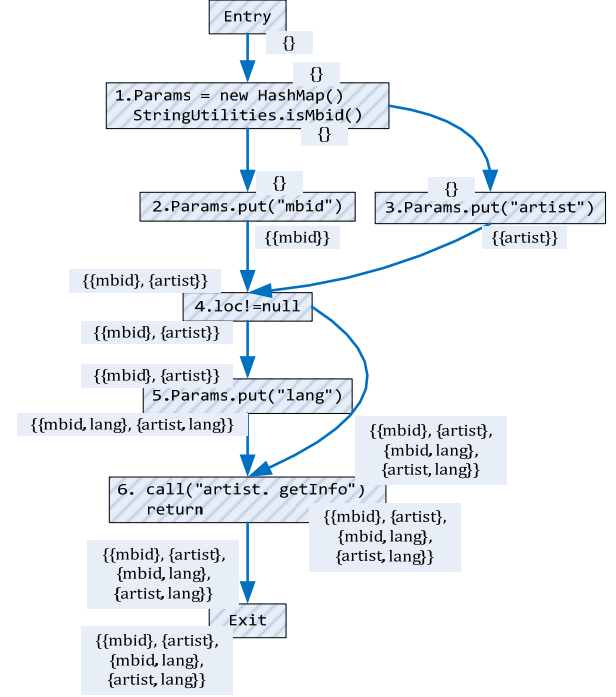 Entry
{}
{}
1.Params = new HashMap()
StringUtilities.isMbid()
{}
{}
{}
2.Params.put("mbid")
3.Params.put("artist")
{{mbid}}
{{artist}}
{{mbid}, {artist}}
4.loc!=null
{{mbid}, {artist}}
{{mbid}, {artist}}
5.Params.put("lang")
{{mbid, lang}, {artist, lang}}
{{mbid}, {artist},
{mbid, lang},
{artist, lang}}
6. call("artist. getInfo")
return
{{mbid}, {artist},
{mbid, lang},
{artist, lang}}
{{mbid}, {artist},
{mbid, lang},
{artist, lang}}
Exit
{{mbid}, {artist},
{mbid, lang},
{artist, lang}}